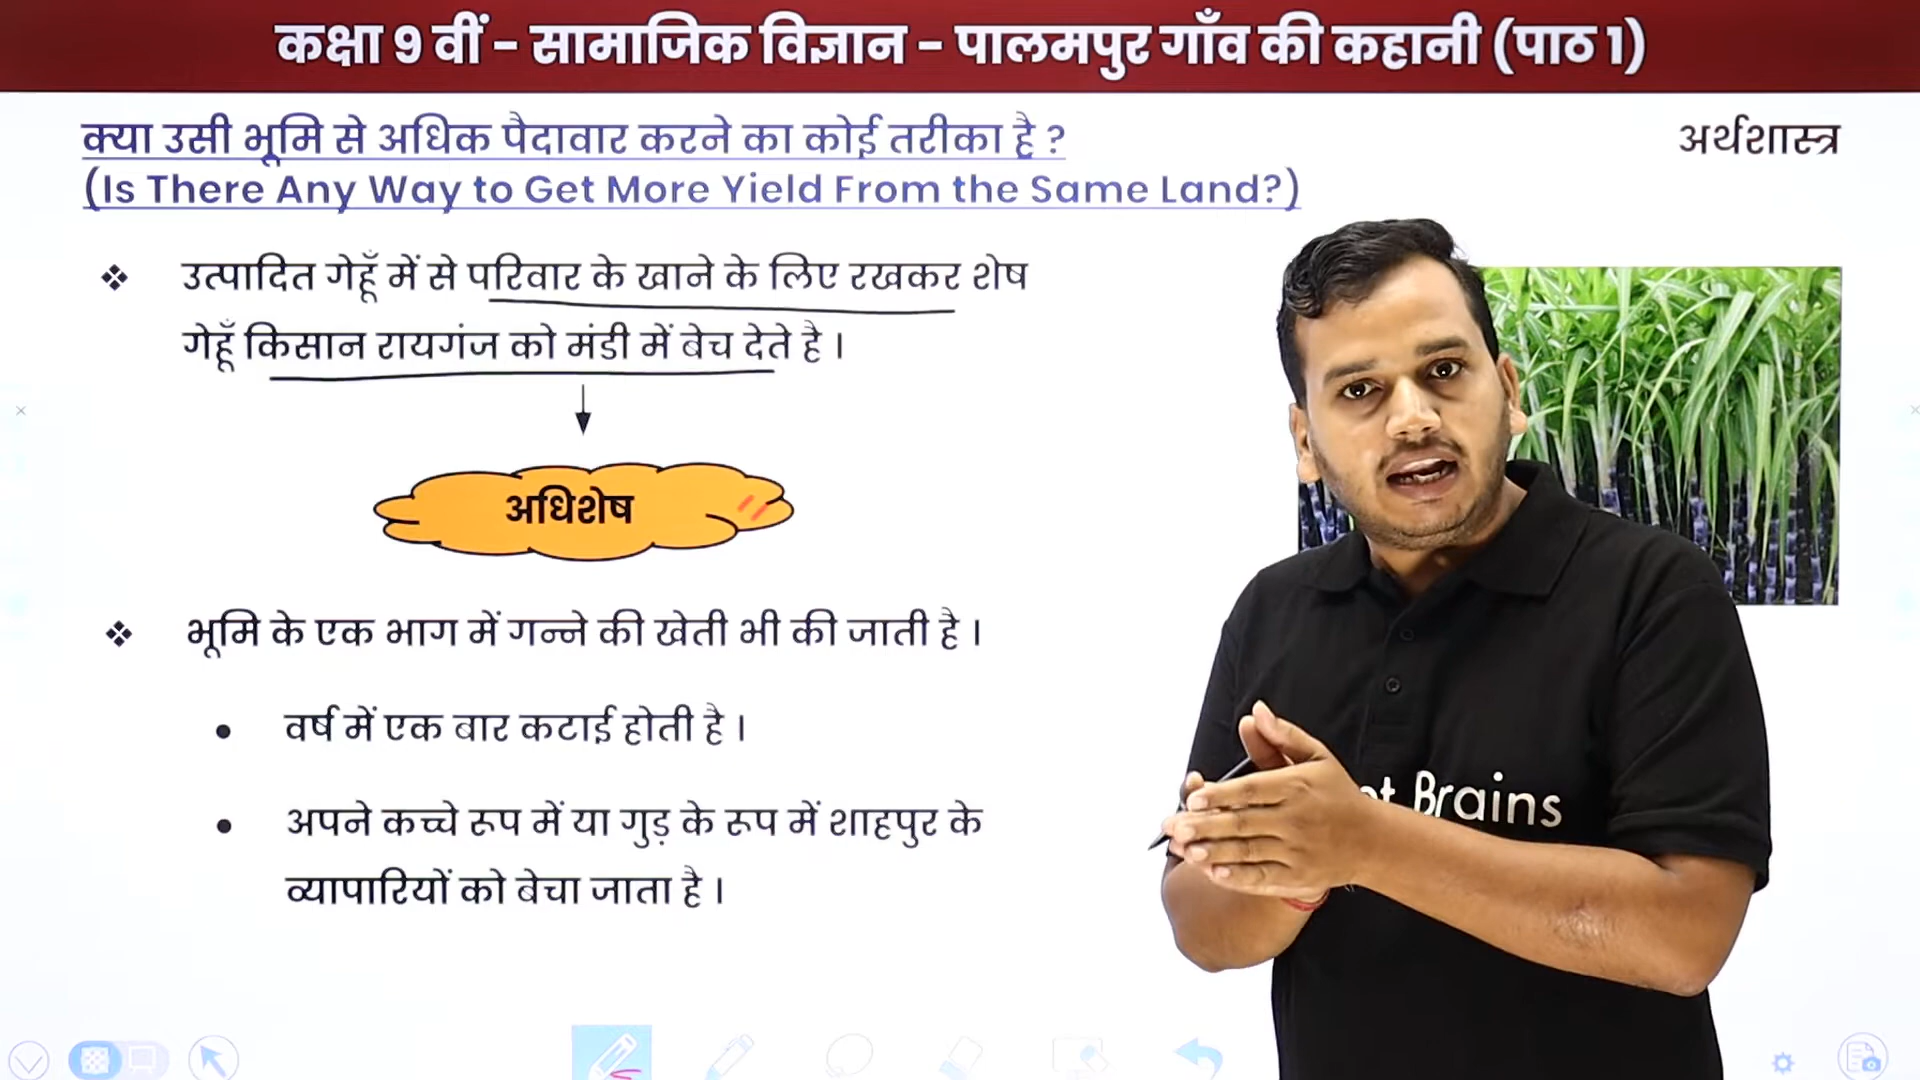 कक्षा 9 वीं - सामाजिक विज्ञान - पालमपुर गाँव की कहानी (पाठ 1)
क्या उसी भूमि से अधिक पैदावार करने का कोई तरीका है ?
(Is There Any Way to Get More Yield From the Same Land?)
अर्थशास्त्र
❖ उत्पादित गेहूँ में से परिवार के खाने के लिए रखकर शेष
गेहूँ किसान रायगंज को मंडी में बेच देते है ।
अधिशेष
❖ भूमि के एक भाग में गन्ने की खेती भी की जाती है ।
• वर्ष में एक बार कटाई होती है ।
• अपने कच्चे रूप में या गुड़ के रूप में शाहपुर के
व्यापारियों को बेचा जाता है ।
Brains